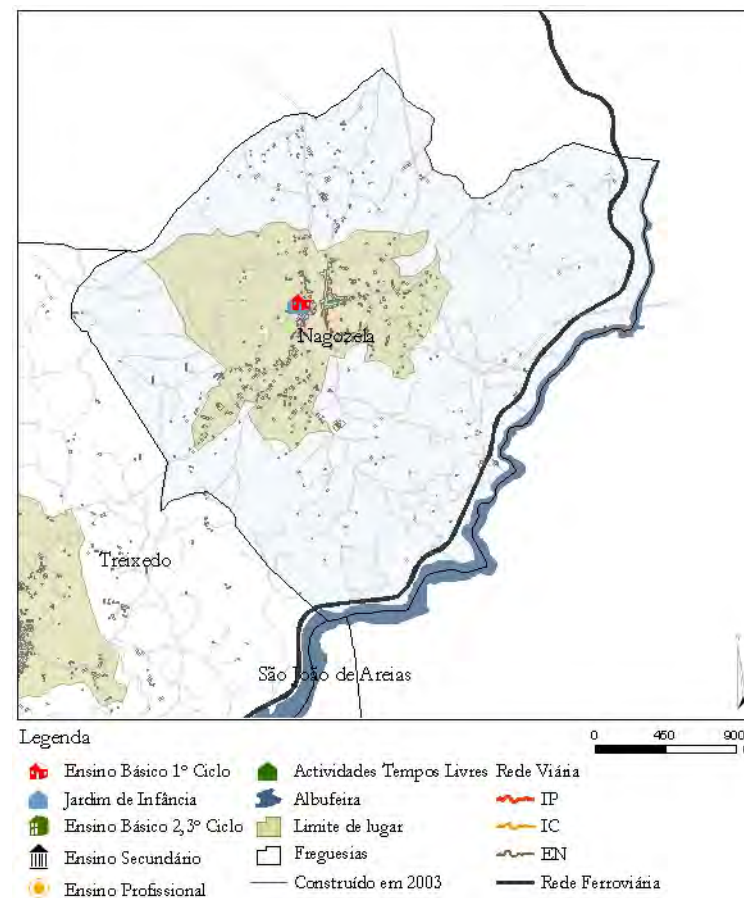 Nagozela
Treixedo
São João de Areias
Legenda
0 450 900
Ensino Básico 1º Ciclo
Actividades Tempos Livres
Rede Viária
Jardim de Infância
Albufeira
IP
Ensino Básico 2,3º Ciclo
Limite de lugar
IC
Ensino Secundário
Freguesias
EN
Ensino Profissional
Construído em 2003
Rede Ferroviária